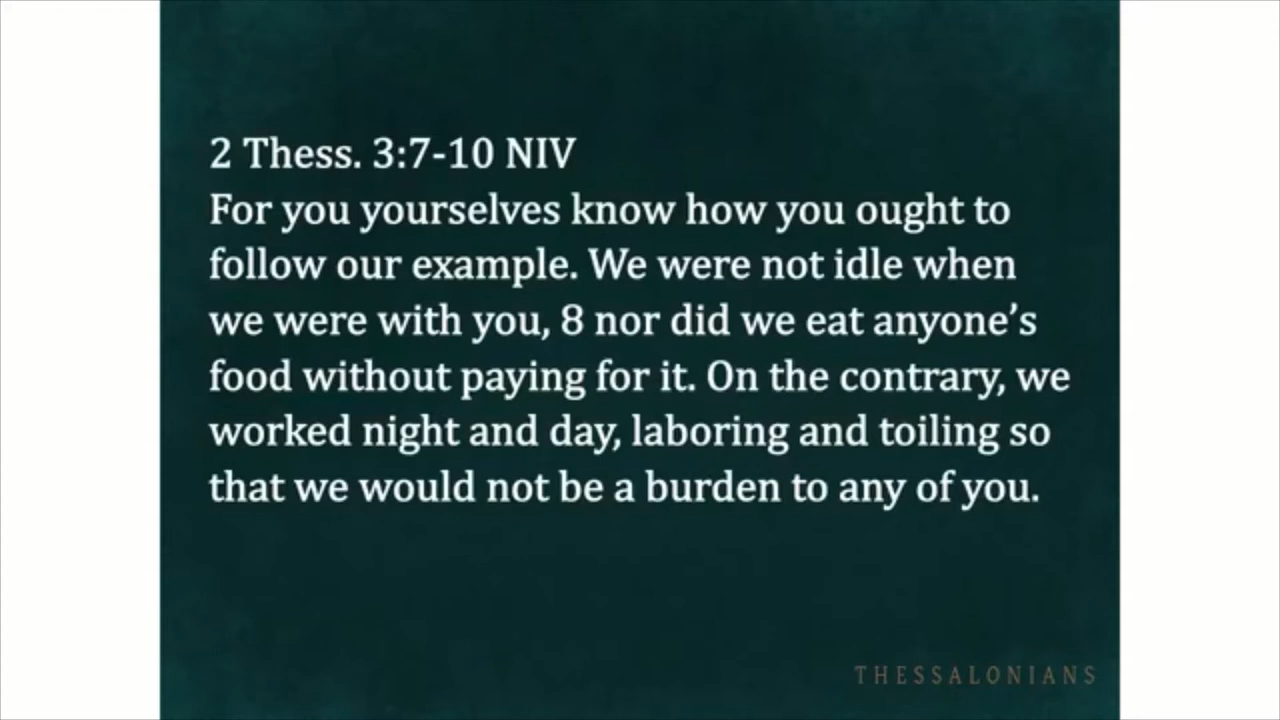 2 Thess. 3:7-10 NIV
For you yourselves know how you ought to
follow our example. We were not idle when
we were with you, 8 nor did we eat anyone’s
food without paying for it. On the contrary, we
worked night and day, laboring and toiling so
that we would not be a burden to any of you.
THESSALONIANS